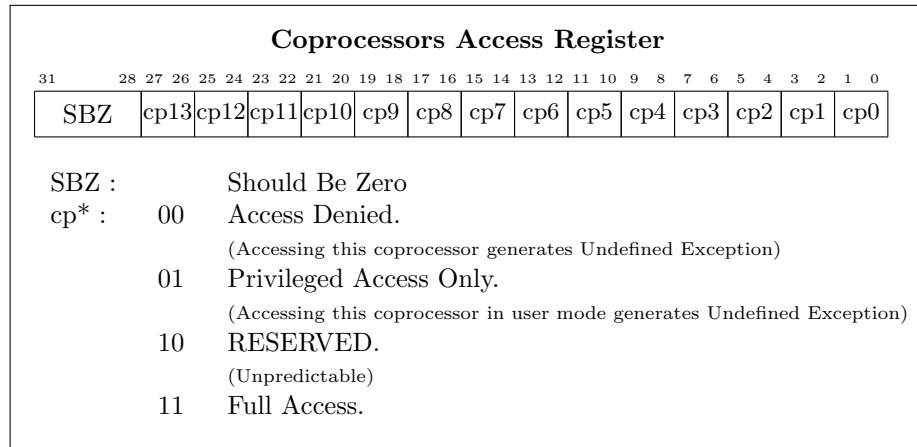 Coprocessors Access Register
31 28 27 26 25 24 23 22 21 20 19 18 17 16 15 14 13 12 11 10 9 8 7 6 5 4 3 2 1 0
SBZ cp13 cp12 cp11 cp10 cp9 cp8 cp7 cp6 cp5 cp4 cp3 cp2 cp1 cp0
SBZ : Should Be Zero
cp* : 00 Access Denied.
(Accessing this coprocessor generates Undefined Exception)
01 Privileged Access Only.
(Accessing this coprocessor in user mode generates Undefined Exception)
10 RESERVED.
(Unpredictable)
11 Full Access.